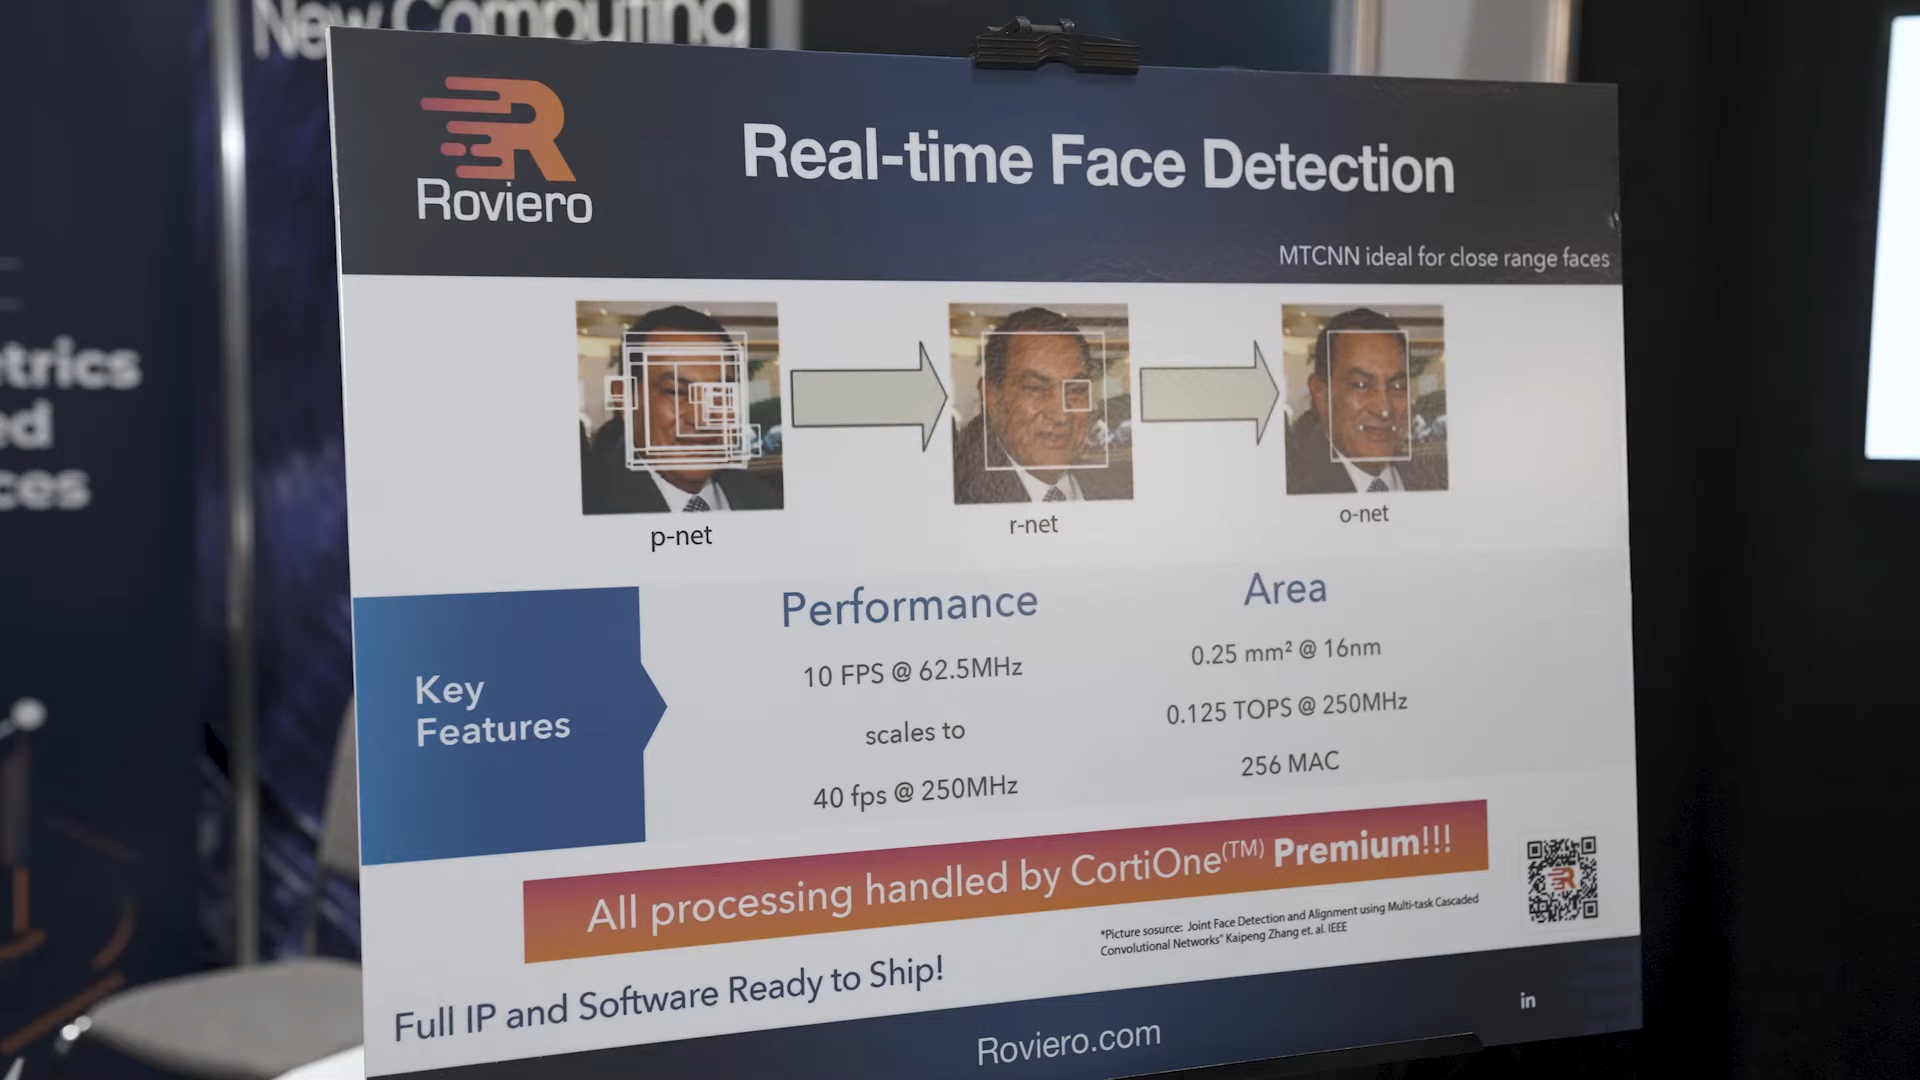 New Computing
Roviero
Real-time Face Detection
MTCNN ideal for close range faces
p-net
r-net
o-net
Key
Features
Performance
10 FPS @ 62.5MHz
scales to
40 fps @ 250MHz
Area
0.25 mm² @ 16nm
0.125 TOPS @ 250MHz
256 MAC
All processing handled by CortiOne(TM) Premium!!!
*Picture sosurce: Joint Face Detection and Alignment using Multi-task Cascaded
Convolutional Networks" Kaipeng Zhang et. al. IEEE
Full IP and Software Ready to Ship!
in
Roviero.com